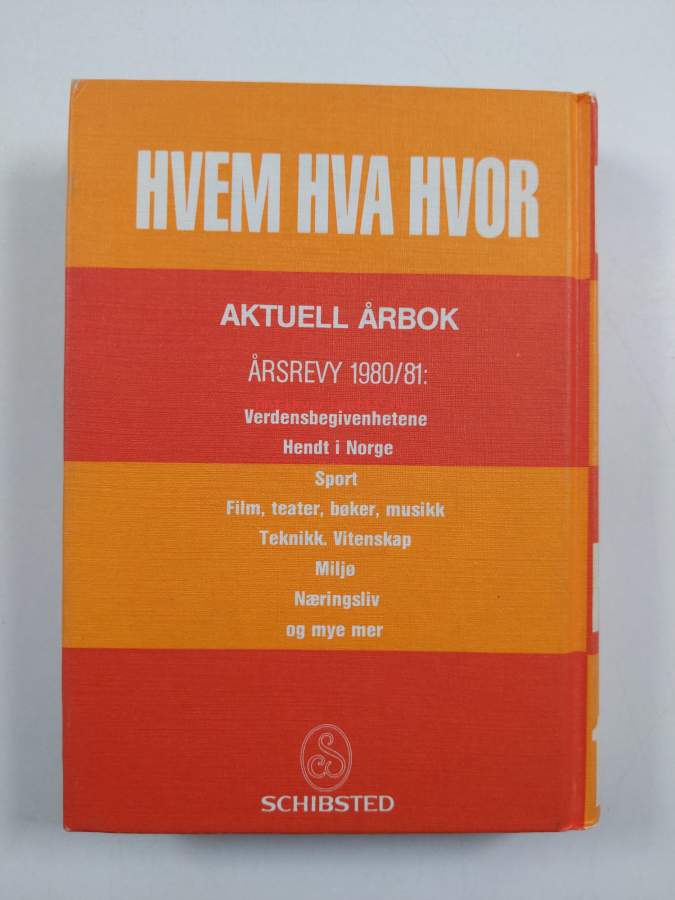 HVEM HVA HVOR
AKTUELL ÅRBOK
ÅRSREVY 1980/81:
Verdensbegivenhetene
Hendt i Norge
Sport
Film, teater, bøker, musikk
Teknikk. Vitenskap
Miljø
Næringsliv
og mye mer
SCHIBSTED